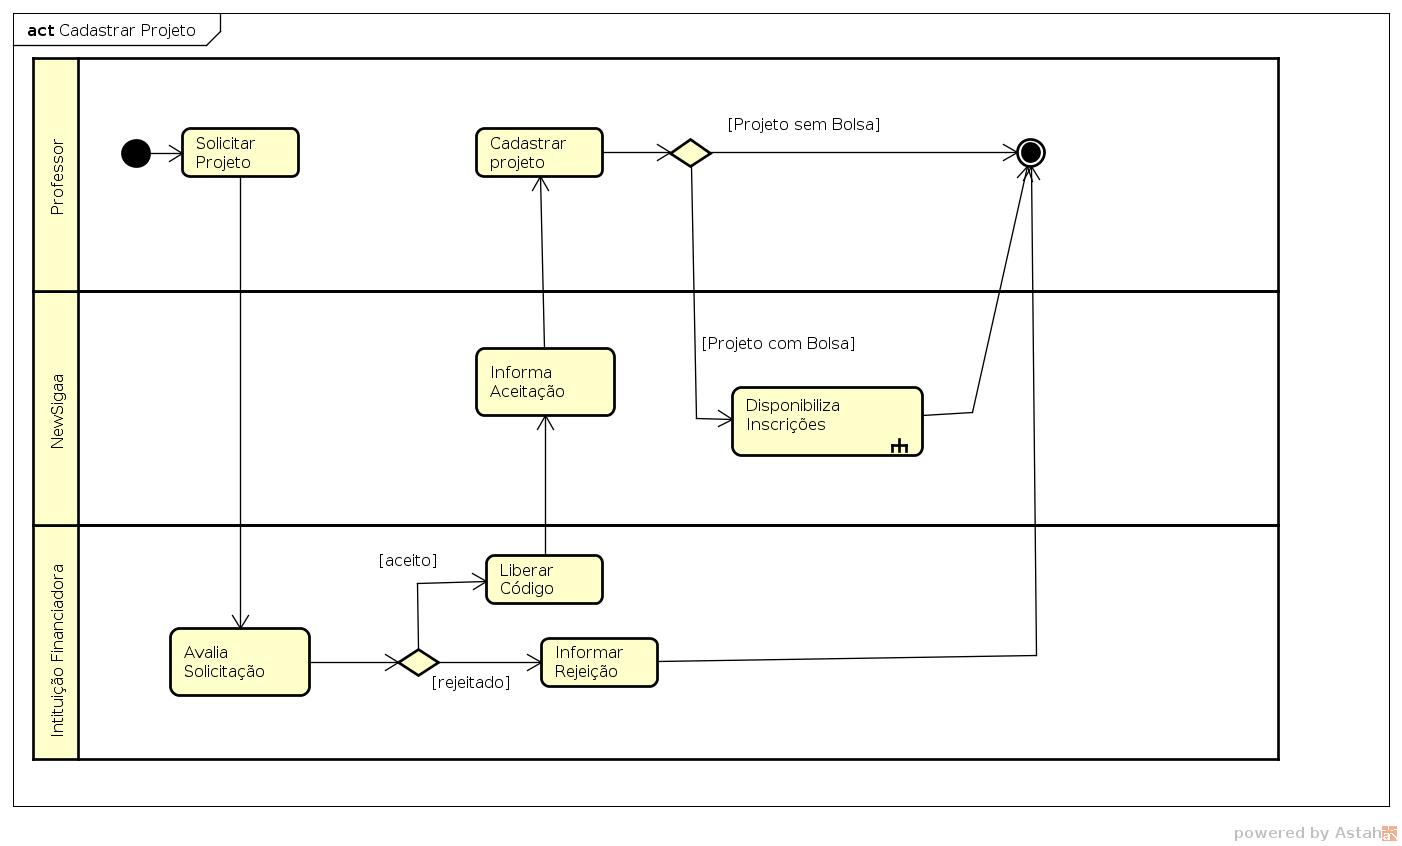 act Cadastrar Projeto
Professor
Solicitar
Projeto
Cadastrar
projeto
[Projeto sem Bolsa]
NewSigaa
Informa
Aceitação
[Projeto com Bolsa]
Disponibiliza
Inscrições
Intituição Financiadora
[aceito]
Liberar
Código
Avalia
Solicitação
[rejeitado]
Informar
Rejeição
powered by Astah